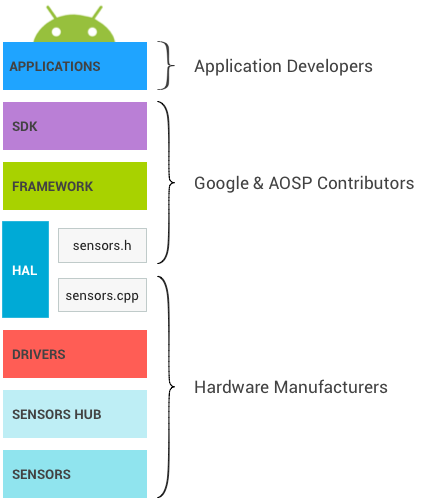 APPLICATIONS
Application Developers
SDK
FRAMEWORK
Google & AOSP Contributors
HAL
sensors.h
sensors.cpp
DRIVERS
SENSORS HUB
SENSORS
Hardware Manufacturers